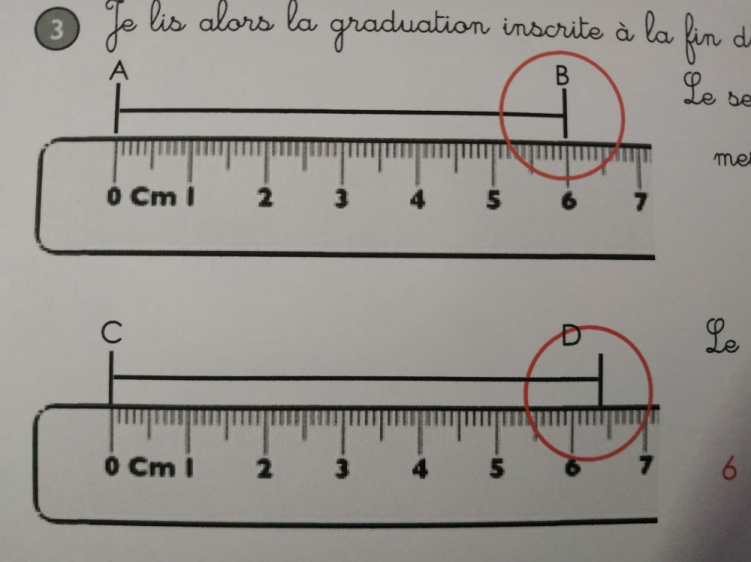 3 Je lis alors la graduation inscrite à la fin d
A B
Le se
mes
0 Cm 1 2 3 4 5 6 7
C D
Le
0 Cm 1 2 3 4 5 6 7
6